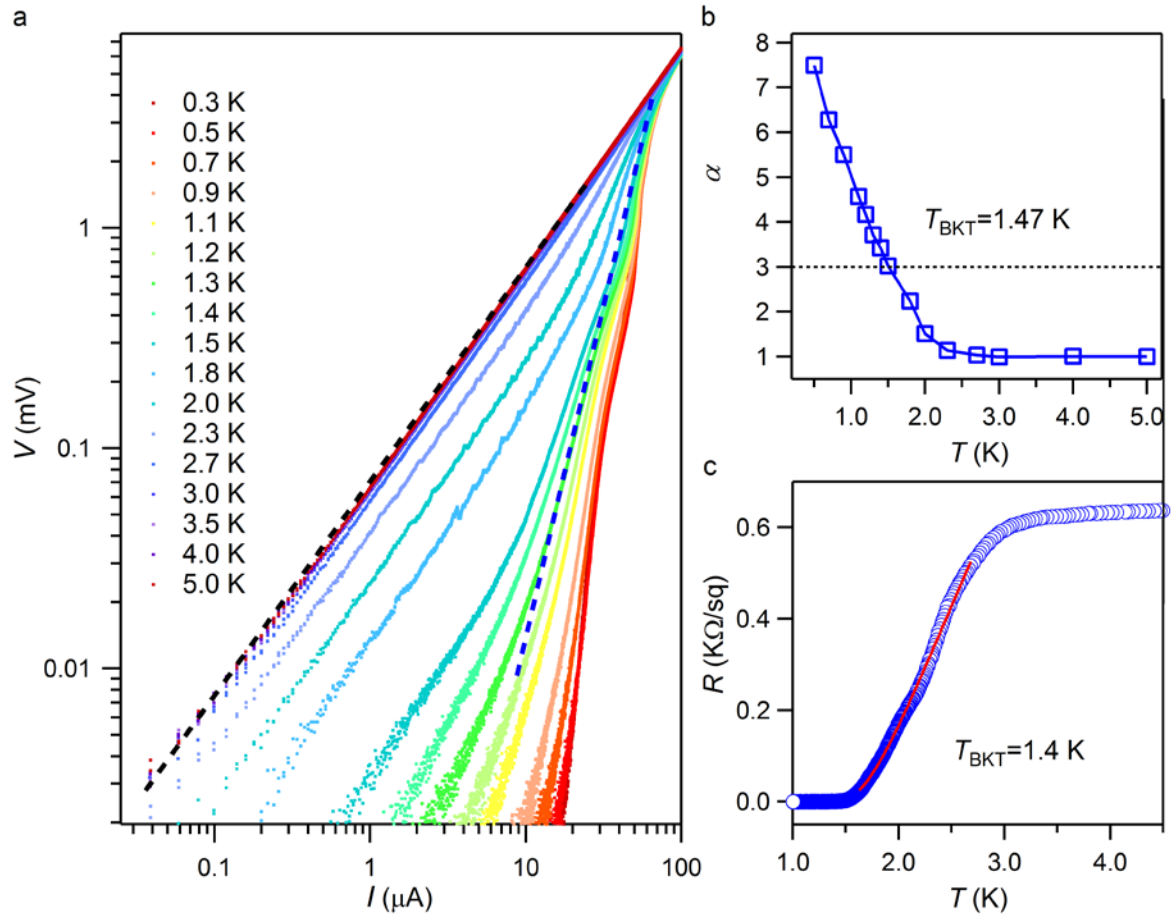 a
V (mV)
1
0.1
0.01
0.3 K
0.5 K
0.7 K
0.9 K
1.1 K
1.2 K
1.3 K
1.4 K
1.5 K
1.8 K
2.0 K
2.3 K
2.7 K
3.0 K
3.5 K
4.0 K
5.0 K
0.1
1
10
100
I (μA)
b
α
8
7
6
5
4
3
2
1
T_BKT=1.47 K
1.0
2.0
3.0
4.0
5.0
T (K)
c
R (KΩ/sq)
0.6
0.4
0.2
0.0
T_BKT=1.4 K
1.0
2.0
3.0
4.0
T (K)